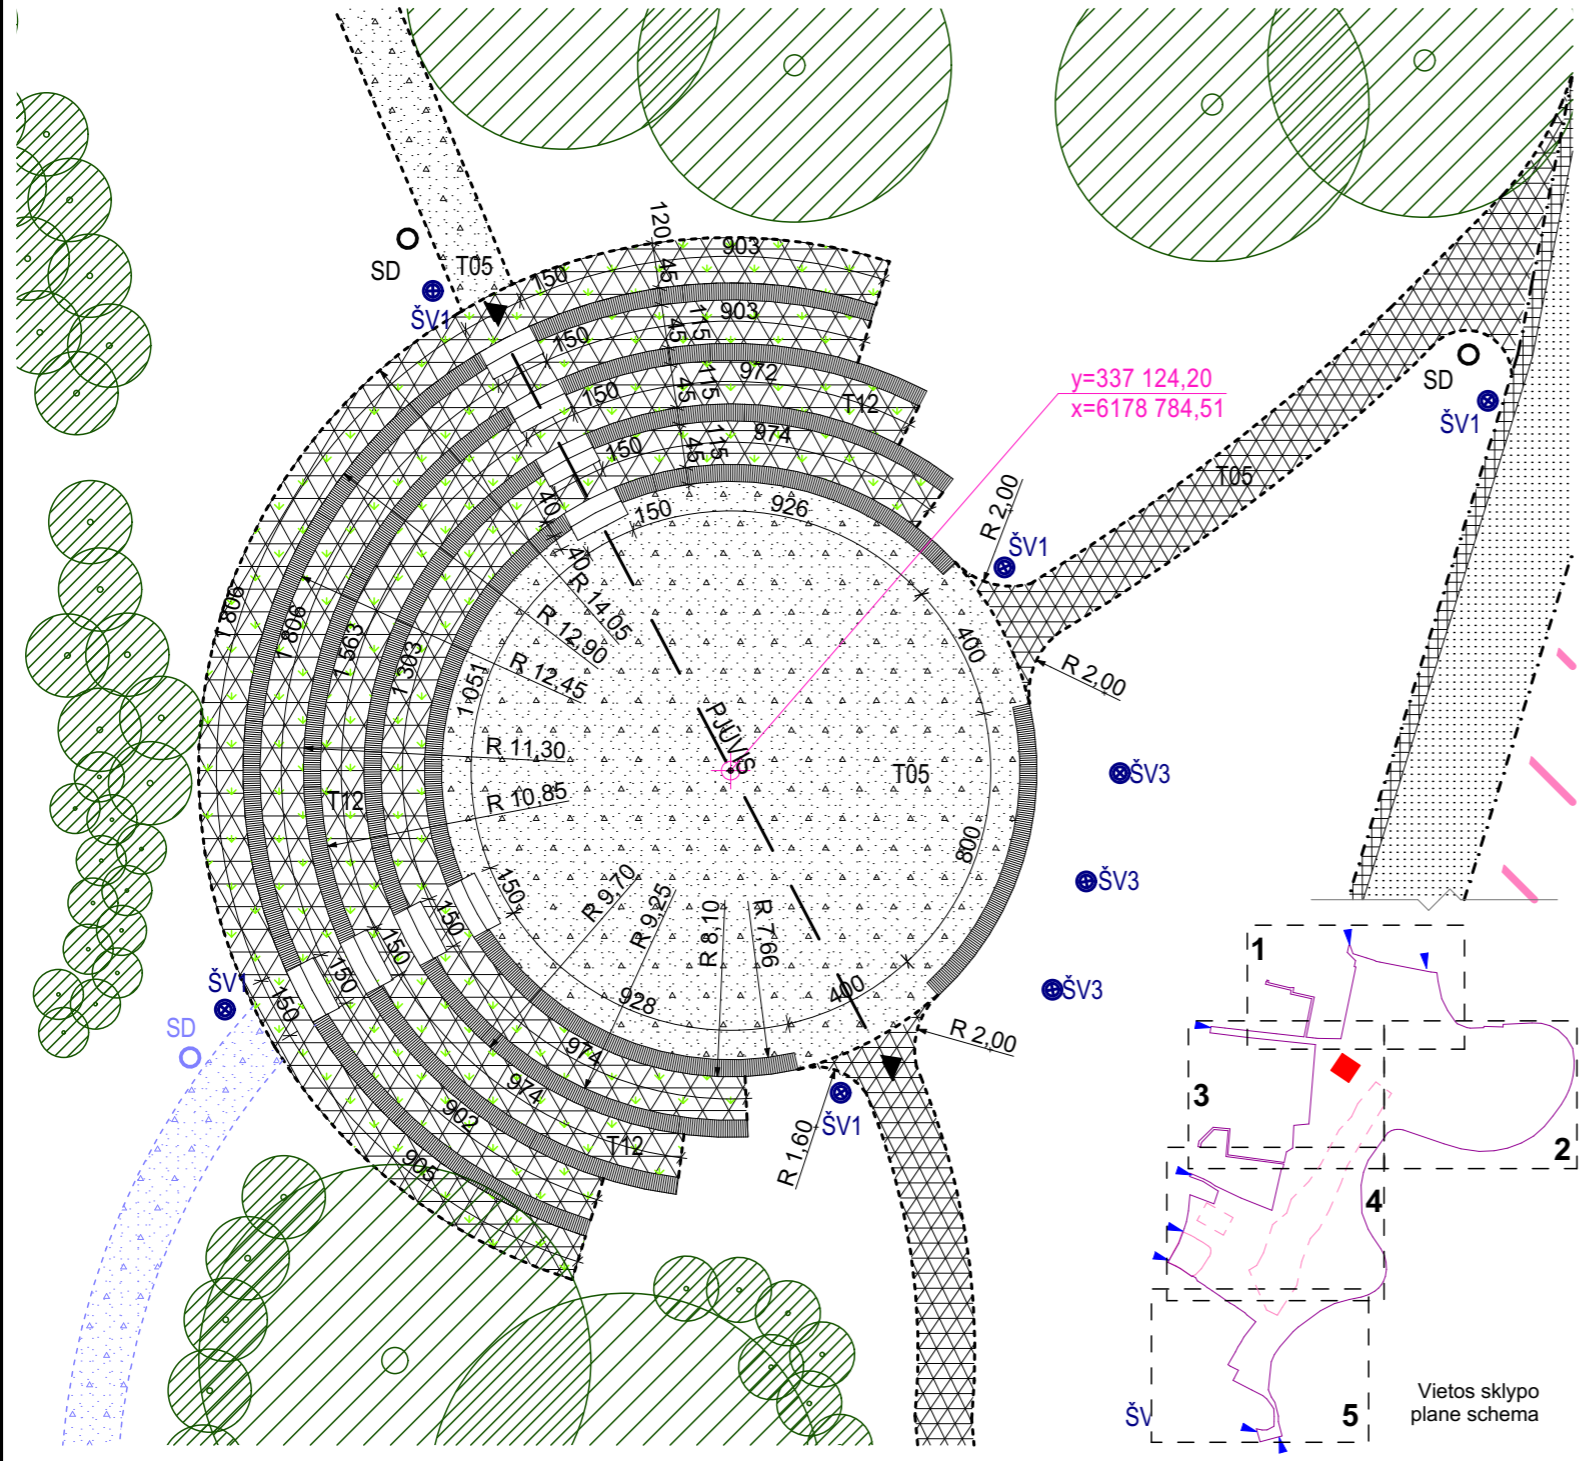 120
903
SD
T05
150
45
ŠV1
903
115
45
150
972
115
45
T12
150
974
115
45
150
y=337 124,20
x=6178 784,51
SD
ŠV1
T05
R 2,00
ŠV1
40
150
926
40
R 14,05
R 12,90
R 12,45
400
R 2,00
1 806
1 806
1 563
1 303
1 051
R 11,30
PJŪVIS
T05
ŠV3
T12
R 10,85
800
ŠV3
R 9,70
R 9,25
R 8,10
R 7,66
150
150
150
150
150
928
400
ŠV3
ŠV1
SD
R 2,00
974
974
902
905
T12
R 1,60
ŠV1
1
3
2
4
5
ŠV
Vietos sklypo
plane schema